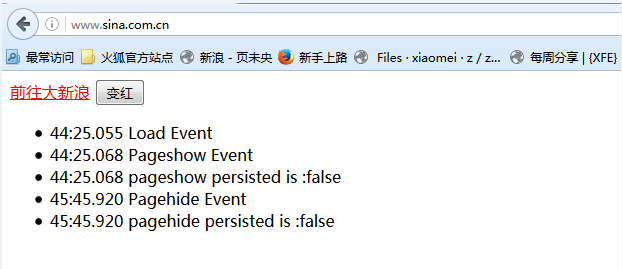 www.sina.com.cn
最常访问 火狐官方站点 新浪 - 页未央 新手上路 Files · xiaomei · z / z... 每周分享 | {XFE}
前往大新浪 变红
44:25.055 Load Event
44:25.068 Pageshow Event
44:25.068 pageshow persisted is :false
45:45.920 Pagehide Event
45:45.920 pagehide persisted is :false